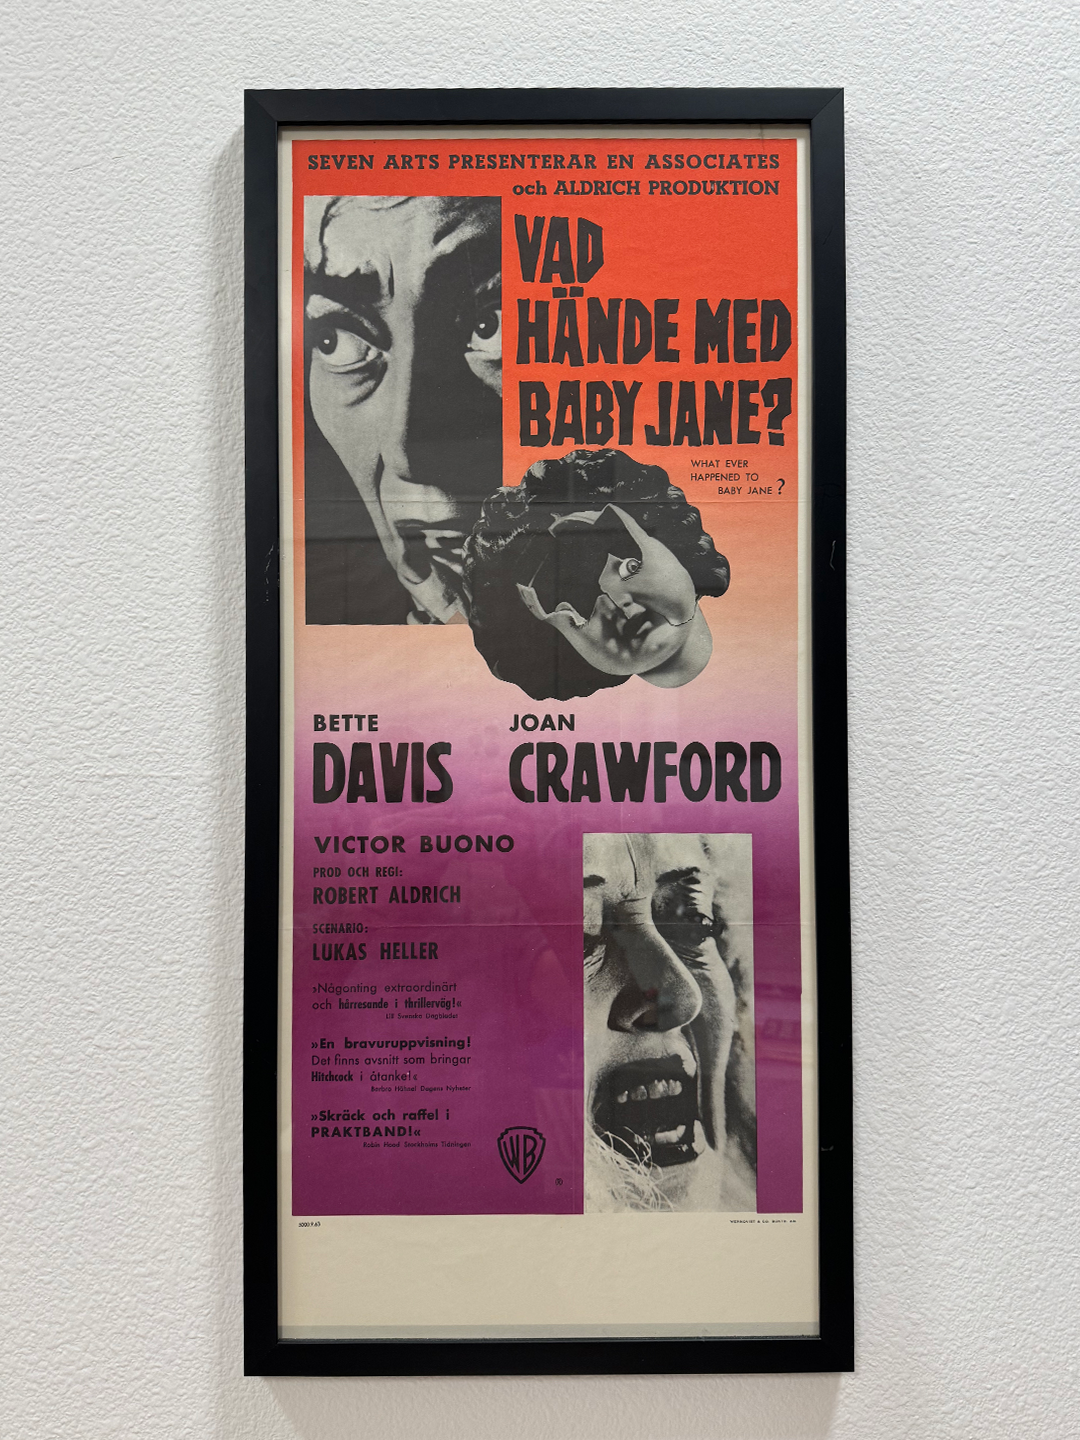 SEVEN ARTS PRESENTERAR EN ASSOCIATES
och ALDRICH PRODUKTION
VAD
HÄNDE MED
BABY JANE?
WHAT EVER
HAPPENED TO
BABY JANE?
BETTE
DAVIS
JOAN
CRAWFORD
VICTOR BUONO
PROD OCH REGI:
ROBERT ALDRICH
SCENARIO:
LUKAS HELLER
»Någonting extraordinärt
och hårresande i thrillerväg!«
»En bravuruppvisning!
Det finns avsnitt som bringar
Hitchcock i åtanke!«
Dagens Nyheter
»Skräck och raffel i
PRAKTBAND!«
Robin Hood Stockholms Tidningen
WB